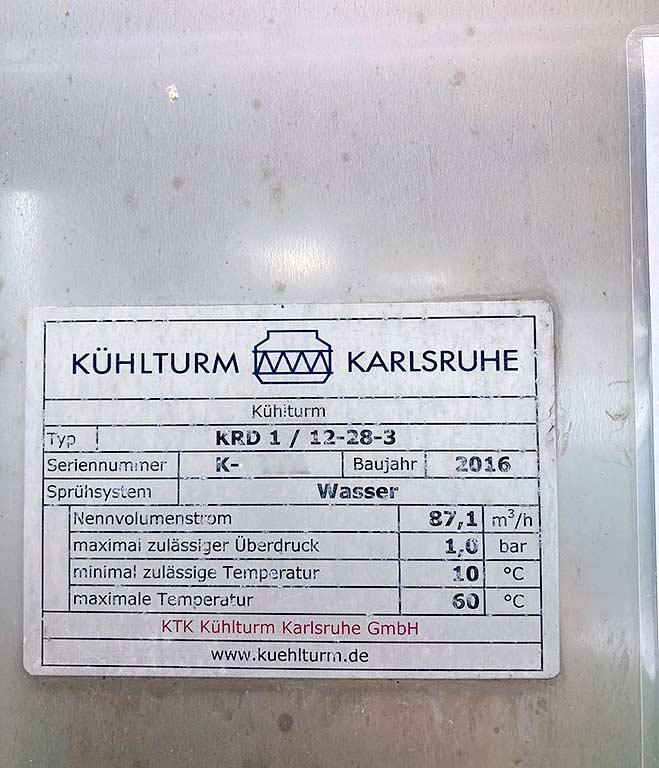 KÜHLTURM KARLSRUHE
Kühlturm
Typ KRD 1 / 12-28-3
Seriennummer K- Baujahr 2016
Sprühsystem Wasser
Nennvolumenstrom 87,1 m³/h
maximal zulässiger Überdruck 1,0 bar
minimal zulässige Temperatur 10 °C
maximale Temperatur 60 °C
KTK Kühlturm Karlsruhe GmbH
www.kuehlturm.de